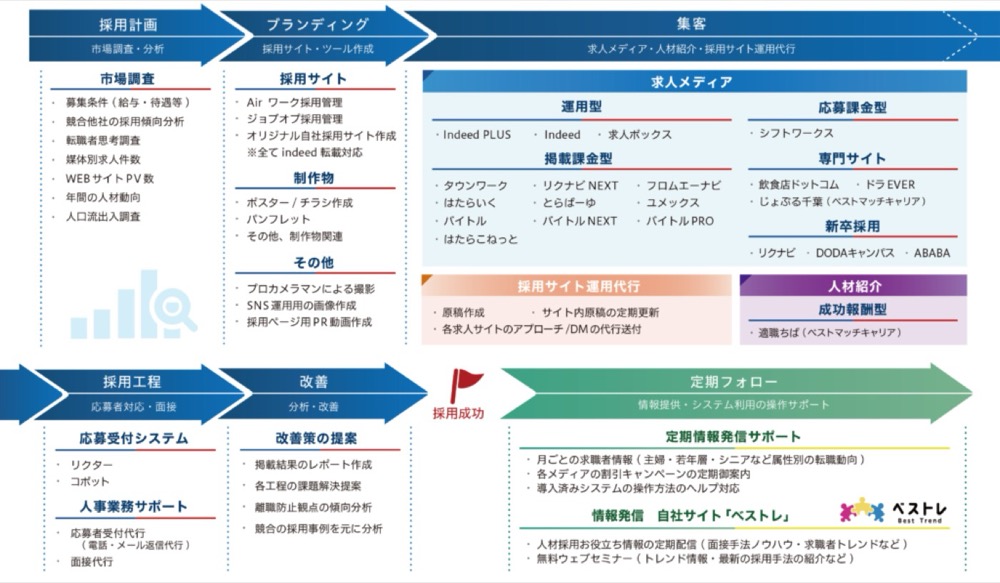 採用計画
市場調査・分析
ブランディング
採用サイト・ツール作成
集客
求人メディア・人材紹介・採用サイト運用代行
市場調査
・募集条件（給与・待遇等）
・競合他社の採用傾向分析
・転職者思考調査
・媒体別求人件数
・WEBサイトPV数
・年間の人材動向
・人口流出入調査
採用サイト
・Air ワーク採用管理
・ジョブオプ採用管理
・オリジナル自社採用サイト作成
※全て indeed 転載対応
制作物
・ポスター / チラシ作成
・パンフレット
・その他、制作物関連
その他
・プロカメラマンによる撮影
・SNS運用用の画像作成
・採用ページ用PR動画作成
求人メディア
運用型
・Indeed PLUS ・Indeed ・求人ボックス
掲載課金型
・タウンワーク ・リクナビ NEXT ・フロムエーナビ
・はたらいく ・とらばーゆ ・ユメックス
・バイトル ・バイトル NEXT ・バイトル PRO
・はたらこねっと
応募課金型
・シフトワークス
専門サイト
・飲食店ドットコム ・ドラEVER
・じょぶる千葉（ベストマッチキャリア）
新卒採用
・リクナビ ・DODAキャンパス ・ABABA
採用サイト運用代行
・原稿作成 ・サイト内原稿の定期更新
・各求人サイトのアプローチ/DMの代行送付
人材紹介
成功報酬型
・適職ちば（ベストマッチキャリア）
採用工程
応募者対応・面接
改善
分析・改善
採用成功
定期フォロー
情報提供・システム利用の操作サポート
応募受付システム
・リクター
・コボット
人事業務サポート
・応募者受付代行
（電話・メール返信代行）
・面接代行
改善策の提案
・掲載結果のレポート作成
・各工程の課題解決提案
・離職防止観点の傾向分析
・競合の採用事例を元に分析
定期情報発信サポート
・月ごとの求職者情報（主婦・若年層・シニアなど属性別の転職動向）
・各メディアの割引キャンペーンの定期御案内
・導入済みシステムの操作方法のヘルプ対応
情報発信　自社サイト「ベストレ」
ベストレ
Best Trend
・人材採用お役立ち情報の定期配信（面接手法ノウハウ・求職者トレンドなど）
・無料ウェブセミナー（トレンド情報・最新の採用手法の紹介など）